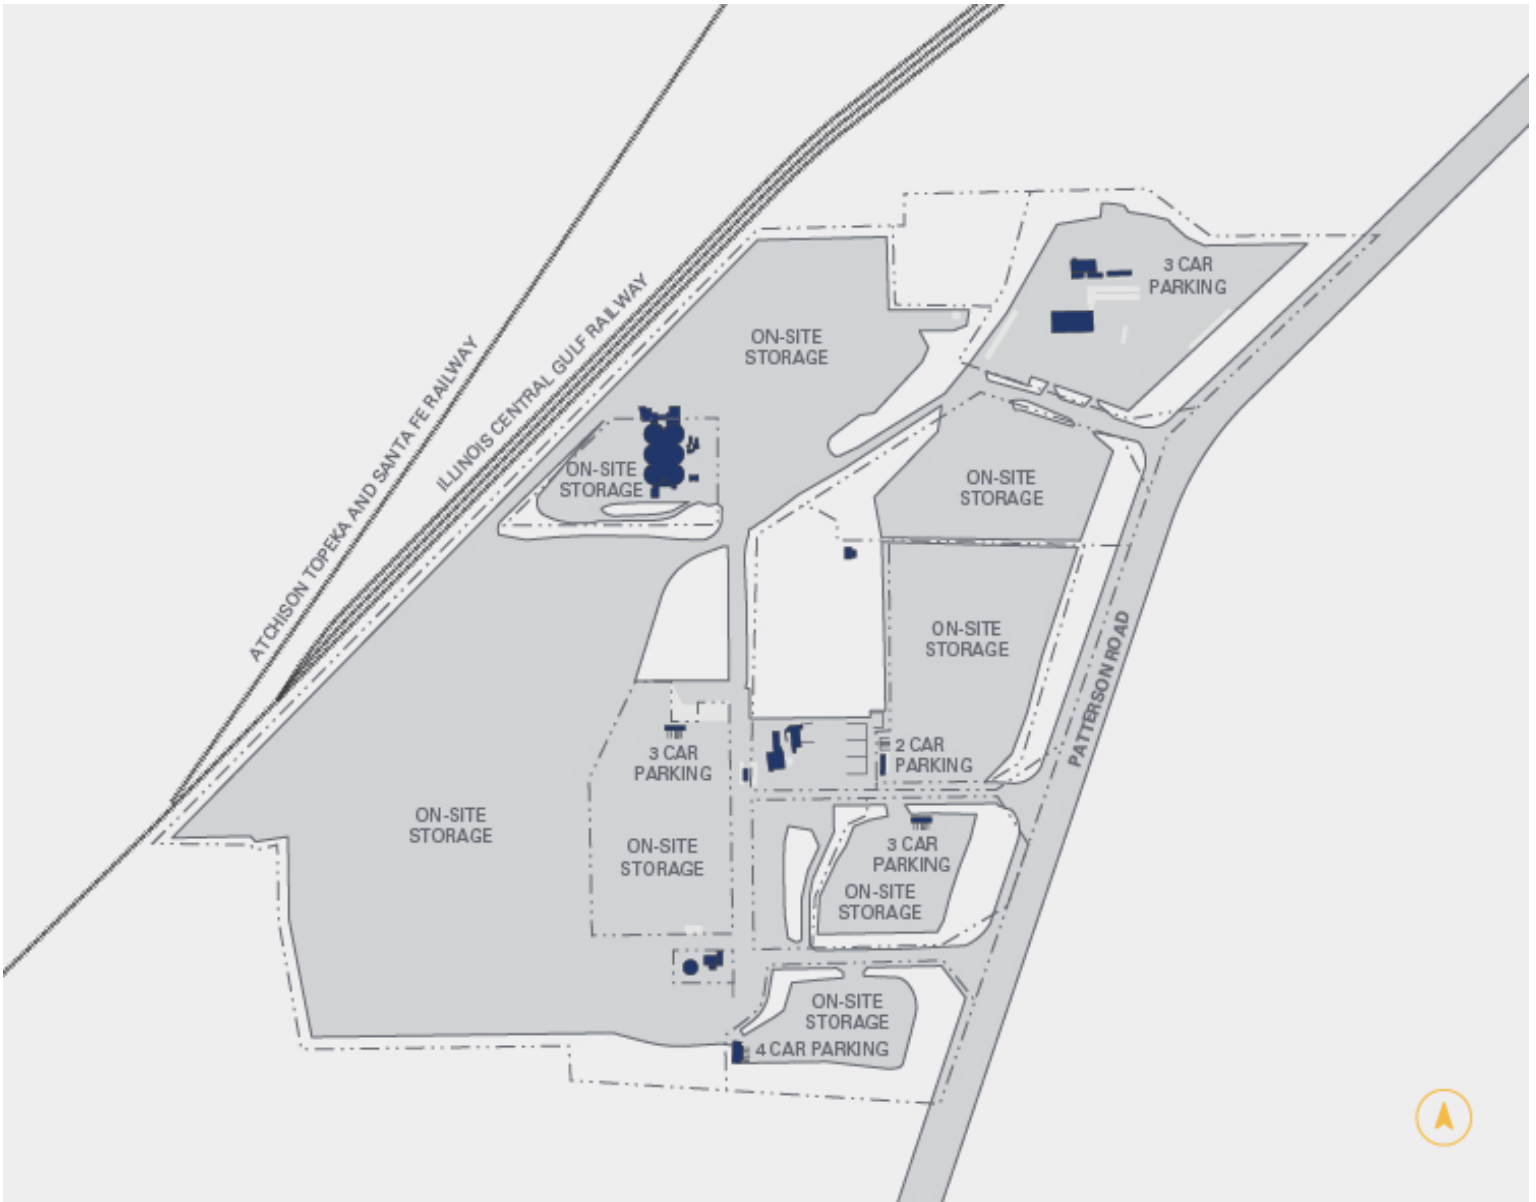 3 CAR
PARKING
ON-SITE
STORAGE
ILLINOIS CENTRAL GULF RAILWAY
ATCHISON TOPEKA AND SANTA FE RAILWAY
ON-SITE
STORAGE
ON-SITE
STORAGE
ON-SITE
STORAGE
PATTERSON ROAD
3 CAR
PARKING
2 CAR
PARKING
ON-SITE
STORAGE
ON-SITE
STORAGE
3 CAR
PARKING
ON-SITE
STORAGE
ON-SITE
STORAGE
4 CAR PARKING